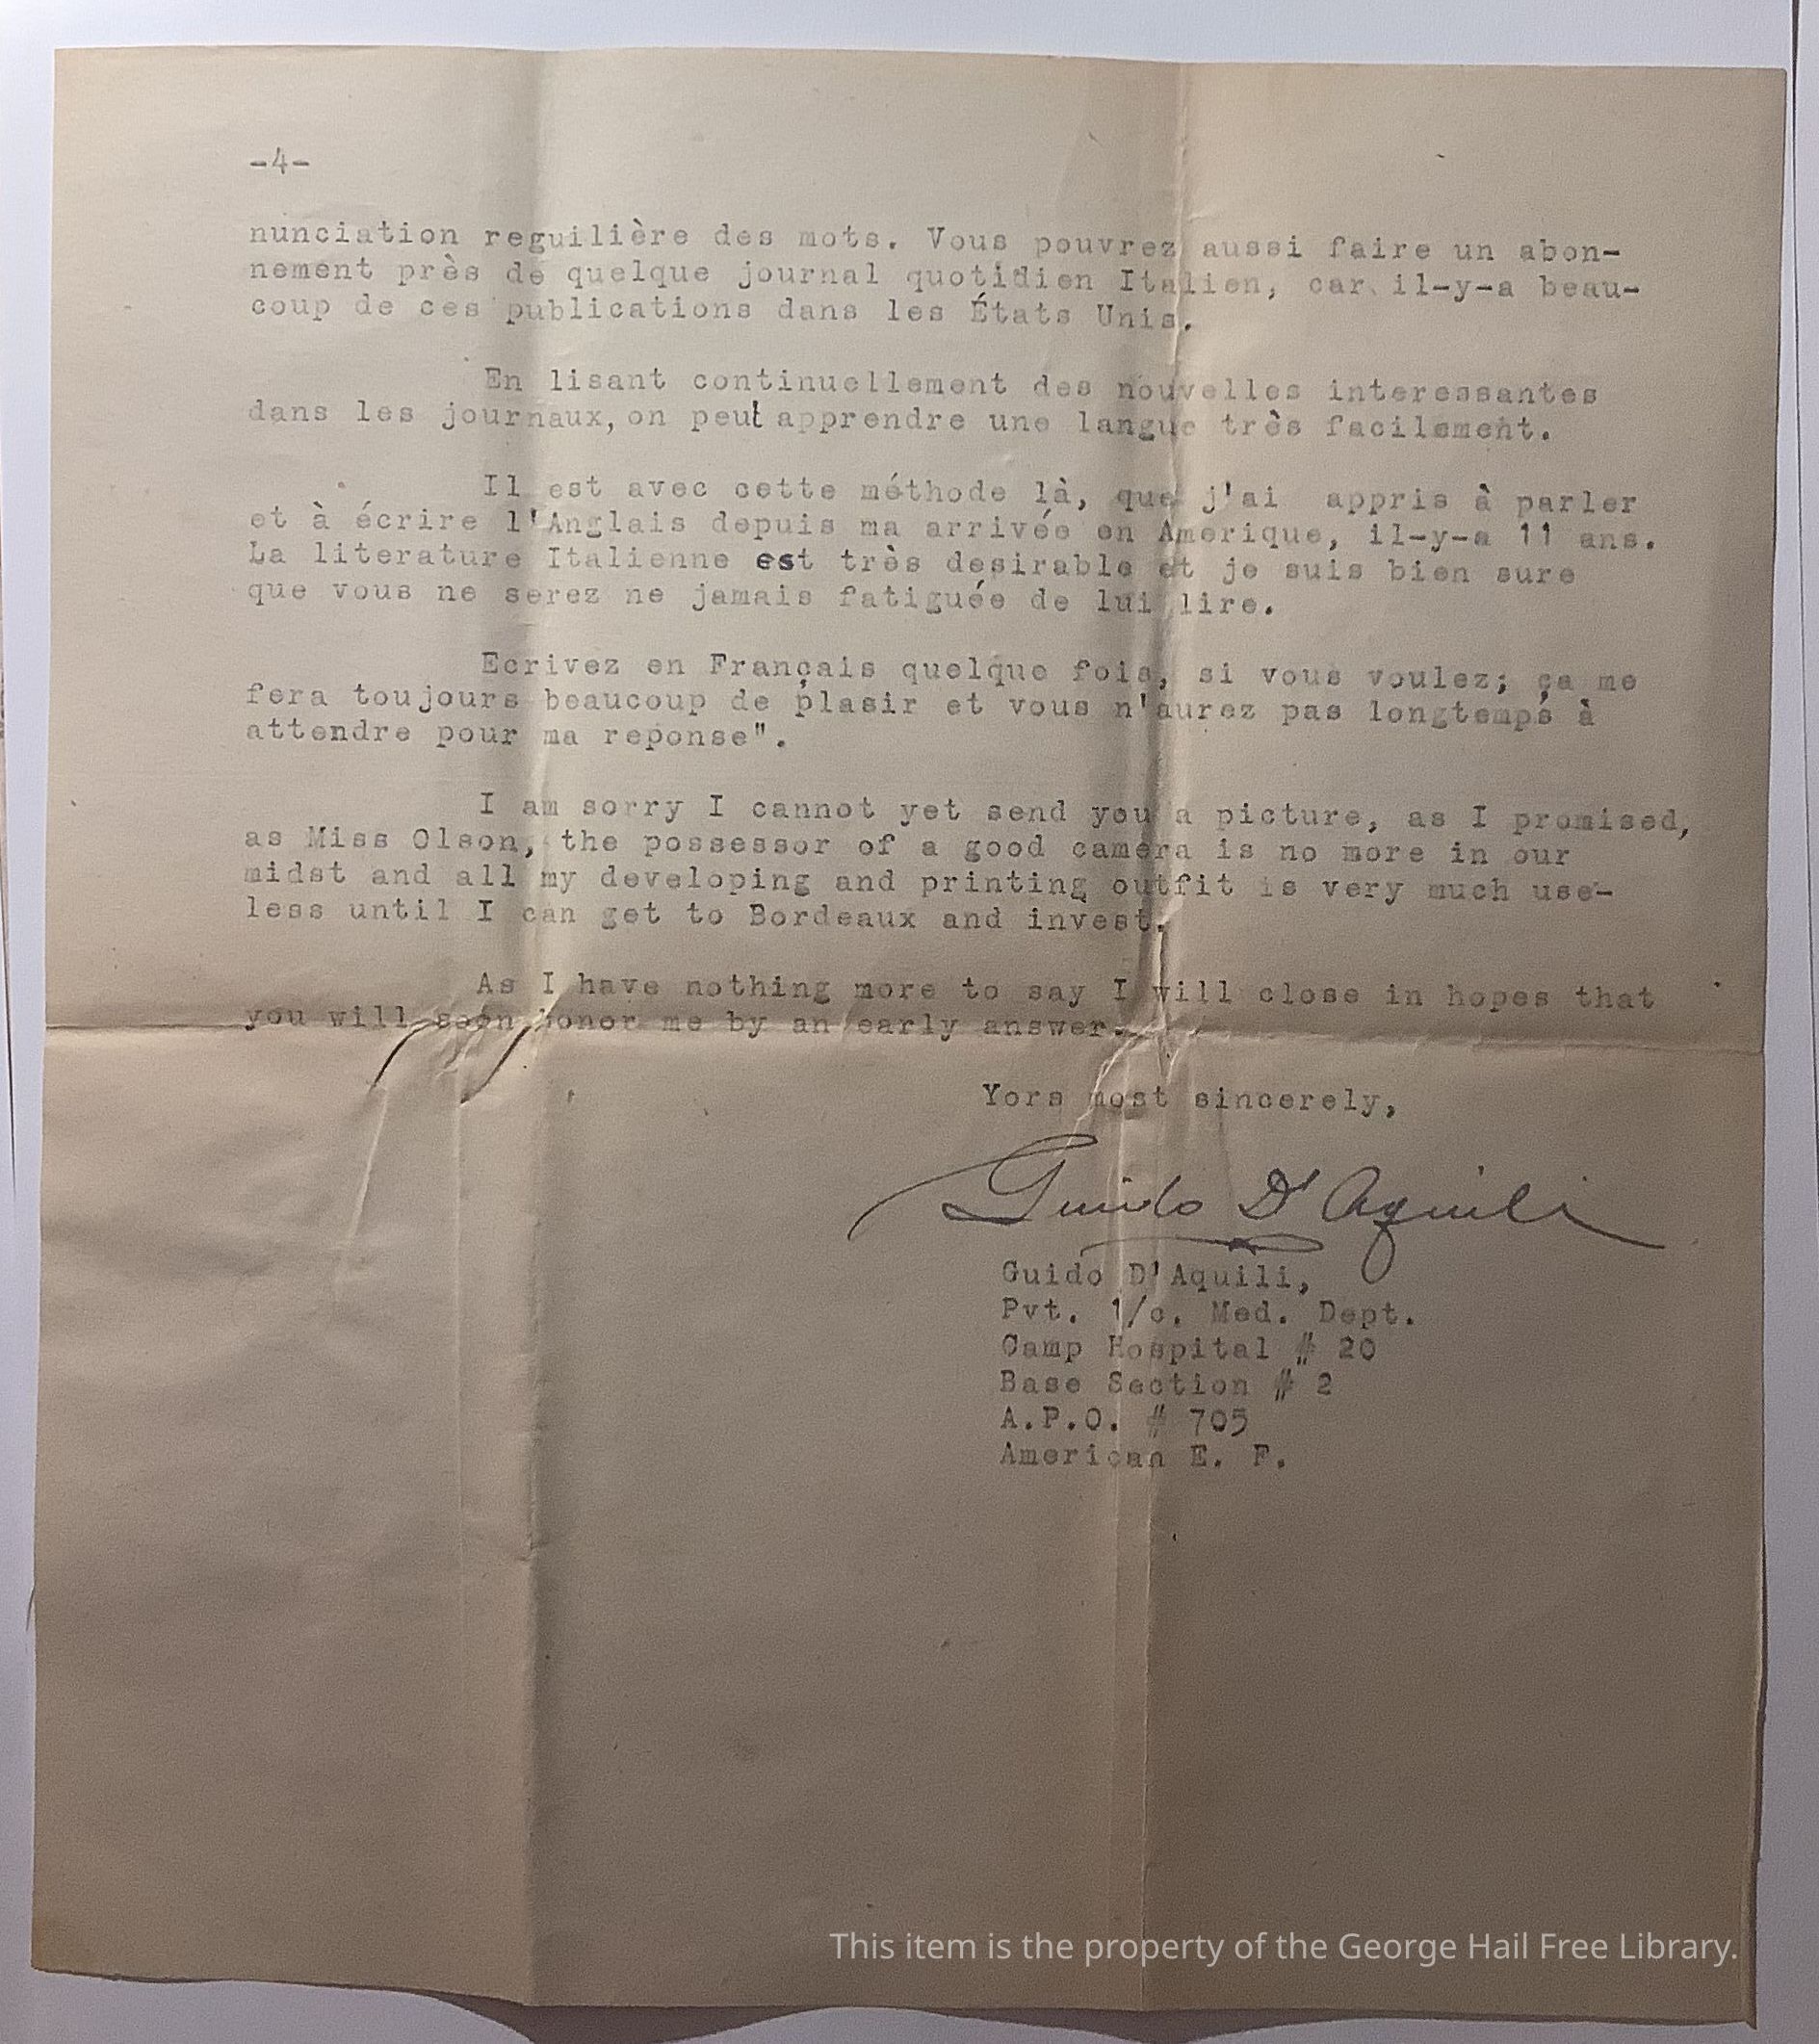 -4-
nunciation reguilière des mots. Vous pouvrez aussi faire un abon-
nement près de quelque journal quotidien Italien, car il-y-a beau-
coup de ces publications dans les États Unis.
En lisant continuellement des nouvelles interessantes
dans les journaux, on peut apprendre une langue très facilement.
Il est avec cette méthode là, que j'ai appris à parler
et à écrire l'Anglais depuis ma arrivée en Amerique, il-y-a 11 ans.
La literature Italienne est très desirable et je suis bien sure
que vous ne serez ne jamais fatiguée de lui lire.
Ecrivez en Français quelque fois, si vous voulez; ça me
fera toujours beaucoup de plasir et vous n'aurez pas longtemps à
attendre pour ma reponse".
I am sorry I cannot yet send you a picture, as I promised,
as Miss Olson, the possessor of a good camera is no more in our
midst and all my developing and printing outfit is very much use-
less until I can get to Bordeaux and invest.
As I have nothing more to say I will close in hopes that
you will soon honor me by an early answer.
Yors most sincerely,
Guido D'Aquili
Guido D'Aquili,
Pvt. 1/c. Med. Dept.
Camp Hospital # 20
Base Section # 2
A.P.O. # 705
American E. F.
This item is the property of the George Hail Free Library.